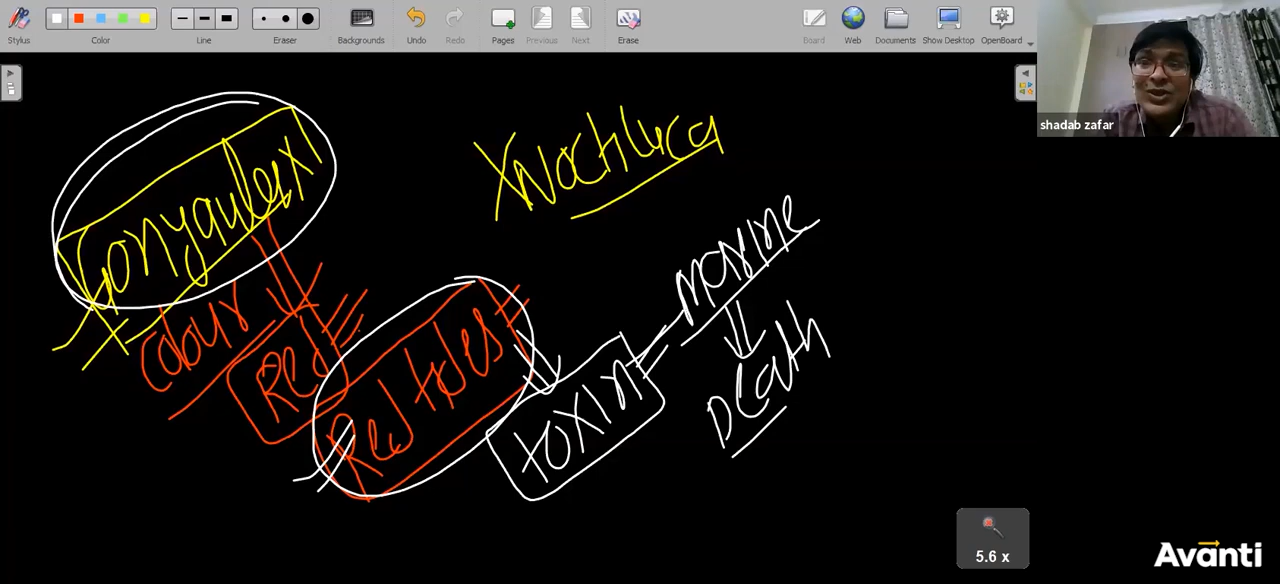 Stylus
Color
Line
Eraser
Backgrounds
Undo
Redo
Pages
Previous
Next
Erase
Board
Web
Documents
Show Desktop
OpenBoard
shadab zafar
Gonyaulex
Noctiluca
colour
Red
Red tides
toxin
marine
Death
5.6 x
Avanti